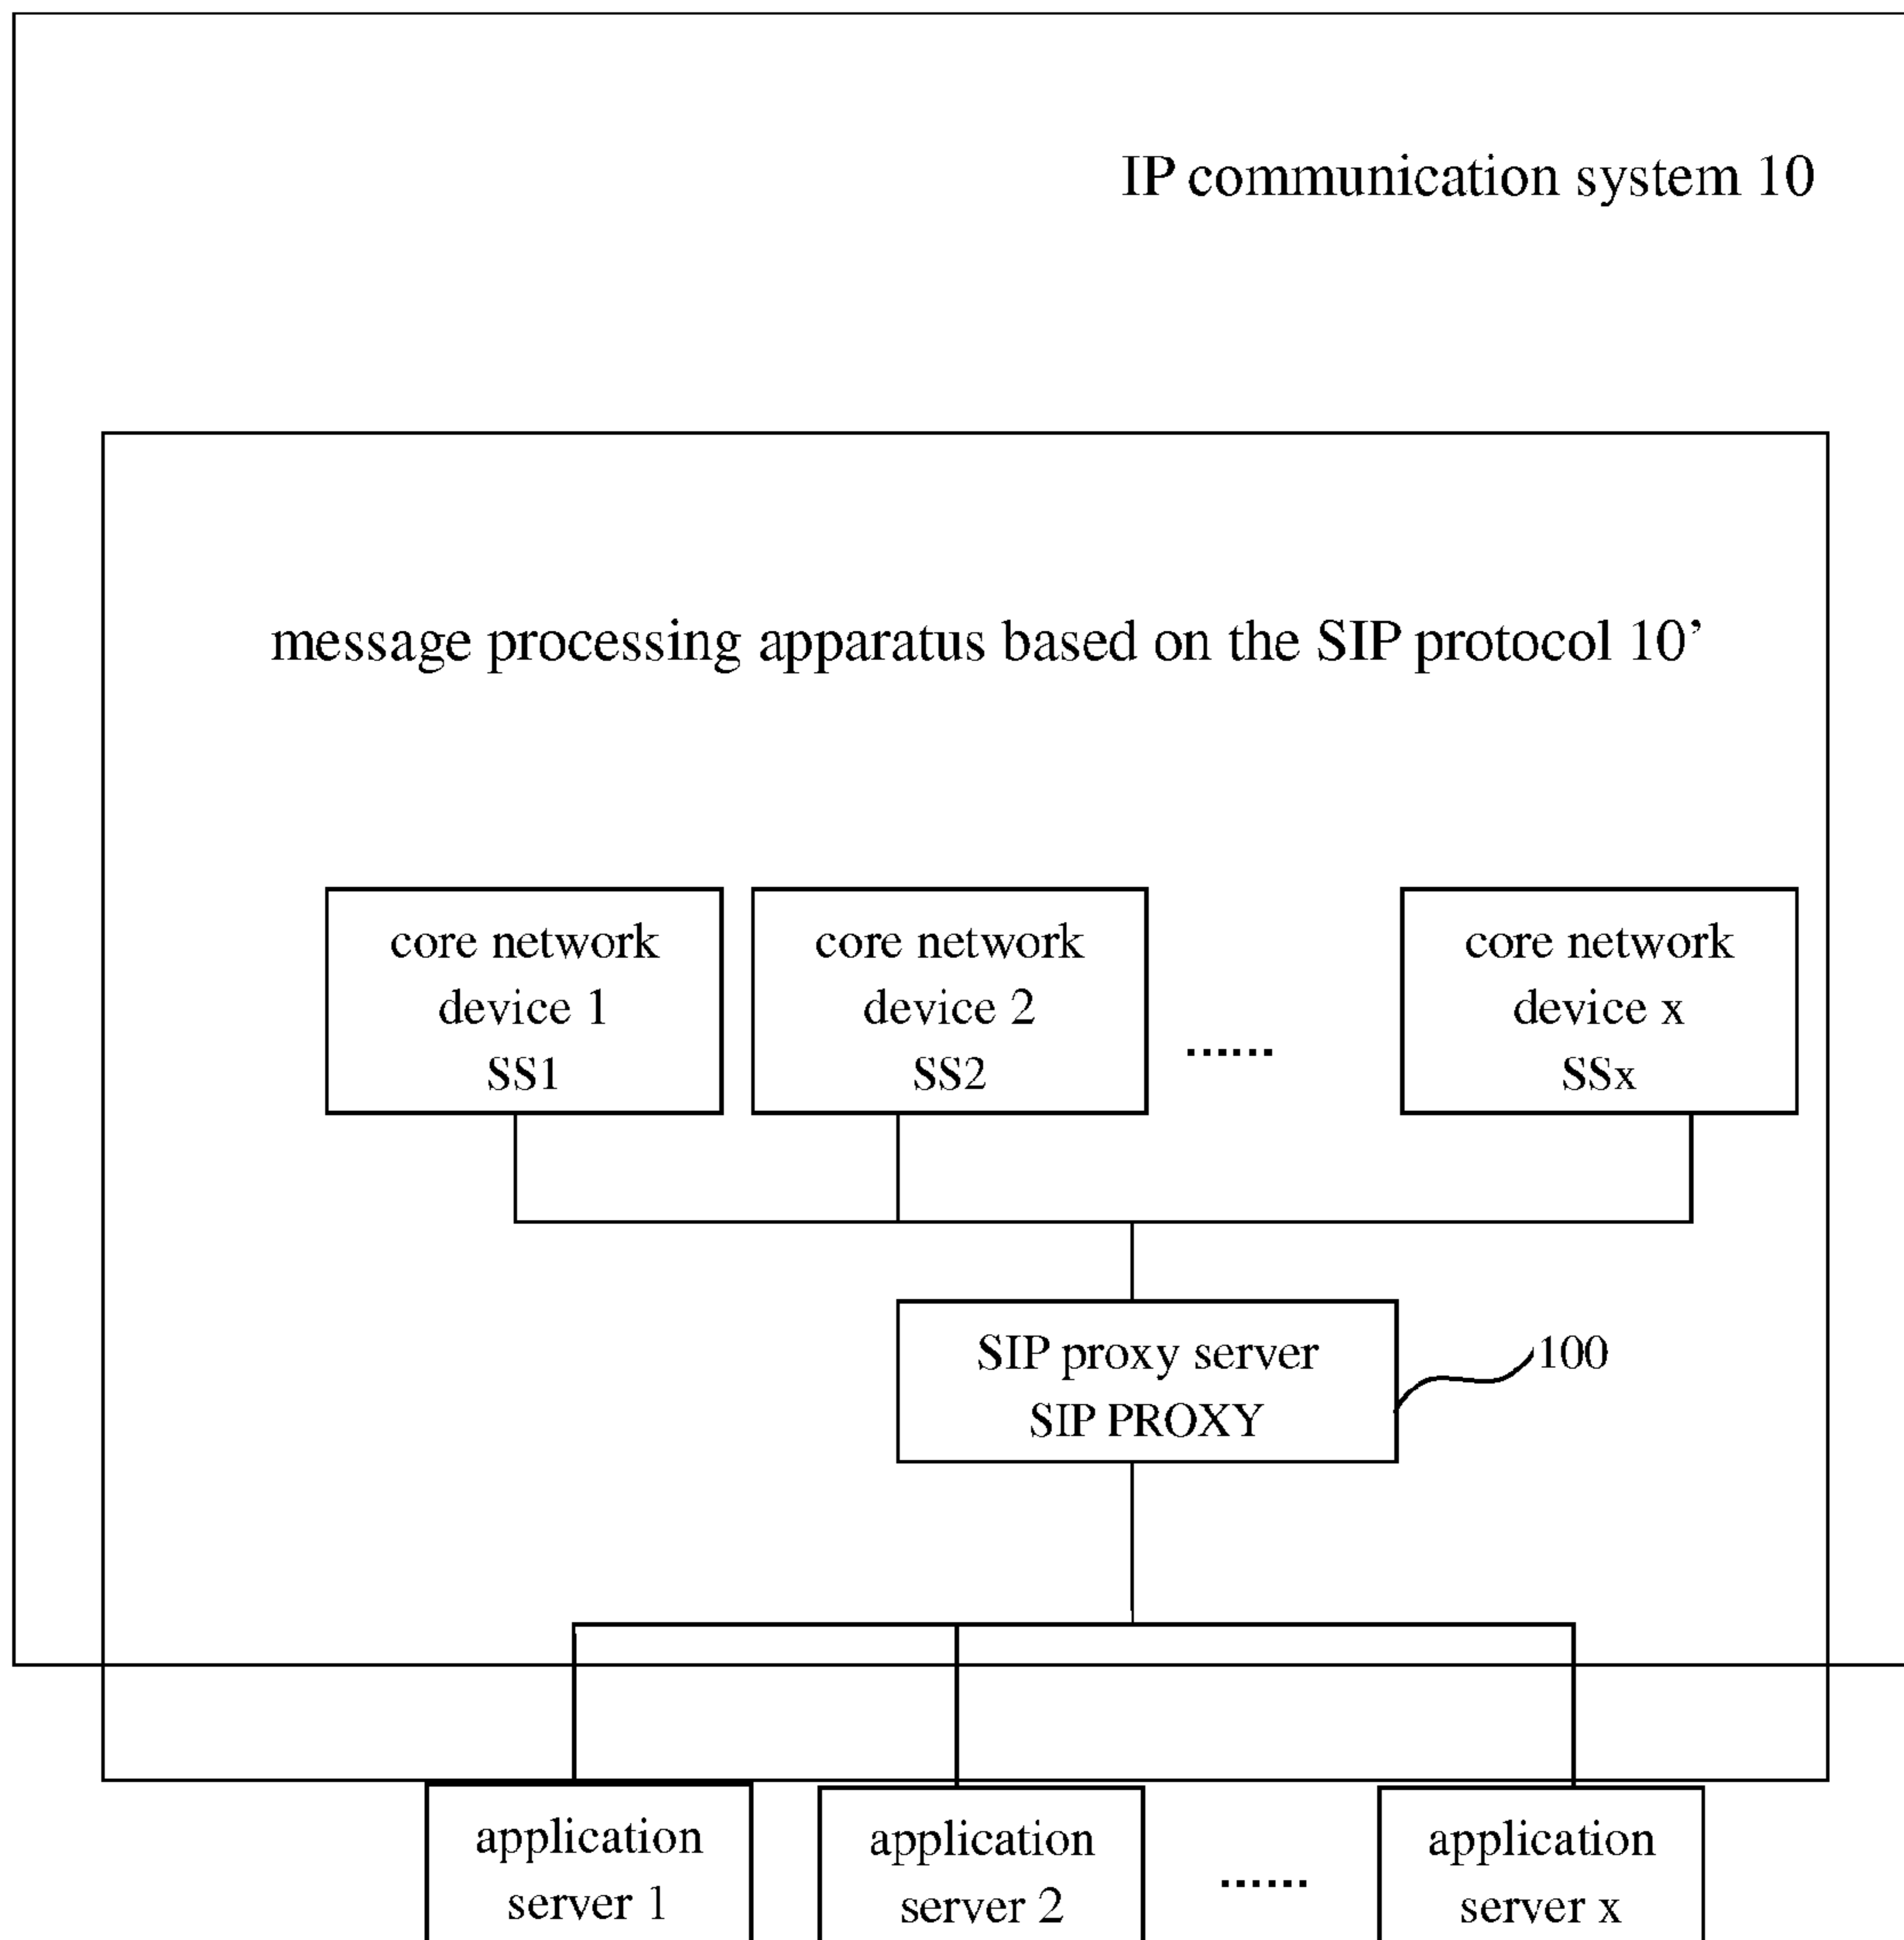 IP communication system 10
message processing apparatus based on the SIP protocol 10’
core network
device 1
SS1
core network
device 2
SS2
......
core network
device x
SSx
SIP proxy server
SIP PROXY
100
application
server 1
application
server 2
......
application
server x